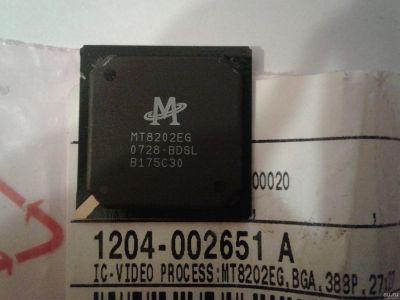 M
MT8202EG
0728-BDSL
B175C30
00020
1204-002651 A
IC-VIDEO PROCESS:MT8202EG,BGA,388P,27